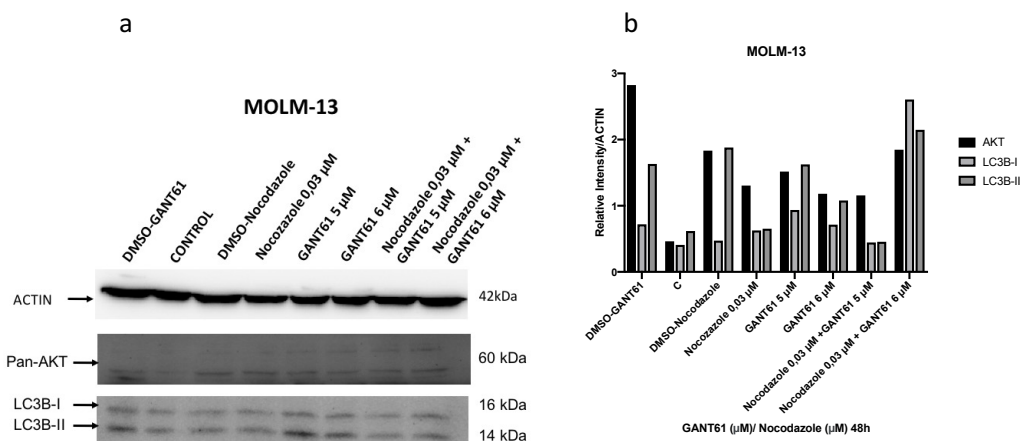 a
MOLM-13
DMSO-GANT61
CONTROL
DMSO-Nocodazole
Nocozazole 0,03 µM
GANT61 5 µM
GANT61 6 µM
Nocodazole 0,03 µM +
GANT61 5 µM
Nocodazole 0,03 µM +
GANT61 6 µM
ACTIN
42kDa
Pan-AKT
60 kDa
LC3B-I
16 kDa
LC3B-II
14 kDa
b
MOLM-13
Relative Intensity/ACTIN
3
2
1
0
DMSO-GANT61
C
DMSO-Nocodazole
Nocozazole 0,03 µM
GANT61 5 µM
GANT61 6 µM
Nocodazole 0,03 µM +GANT61 5 µM
Nocodazole 0,03 µM + GANT61 6 µM
GANT61 (µM)/ Nocodazole (µM) 48h
AKT
LC3B-I
LC3B-II